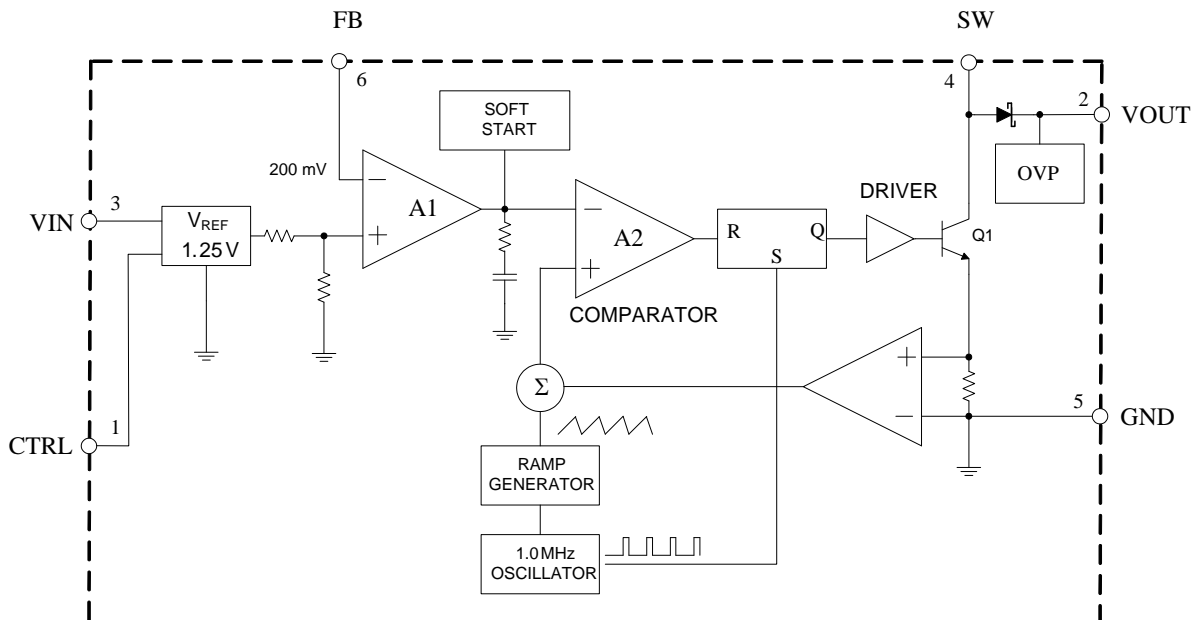 FB
SW
6
4
SOFT
START
2
VOUT
200 mV
OVP
DRIVER
−
A1
+
VIN
3
VREF
1.25 V
−
A2
+
R
Q
S
Q1
COMPARATOR
Σ
+
−
5
GND
1
CTRL
RAMP
GENERATOR
1.0 MHz
OSCILLATOR